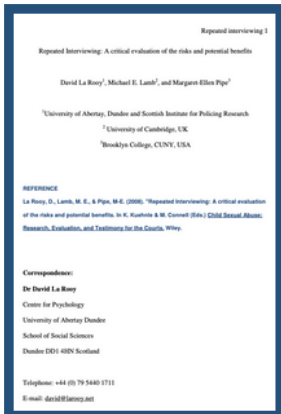 Repeated interviewing 1
Repeated Interviewing: A critical evaluation of the risks and potential benefits
David La Rooy1, Michael E. Lamb2, and Margaret-Ellen Pipe3
1University of Abertay, Dundee and Scottish Institute for Policing Research
2 University of Cambridge, UK
3Brooklyn College, CUNY, USA
REFERENCE
La Rooy, D., Lamb, M. E., & Pipe, M-E. (2008). "Repeated Interviewing: A critical evaluation
of the risks and potential benefits. In K. Kuehnle & M. Connell (Eds.) Child Sexual Abuse:
Research, Evaluation, and Testimony for the Courts, Wiley.
Correspondence:
Dr David La Rooy
Centre for Psychology
University of Abertay Dundee
School of Social Sciences
Dundee DD1 4HN Scotland
Telephone: +44 (0) 79 5440 1711
E-mail: david@larooy.net